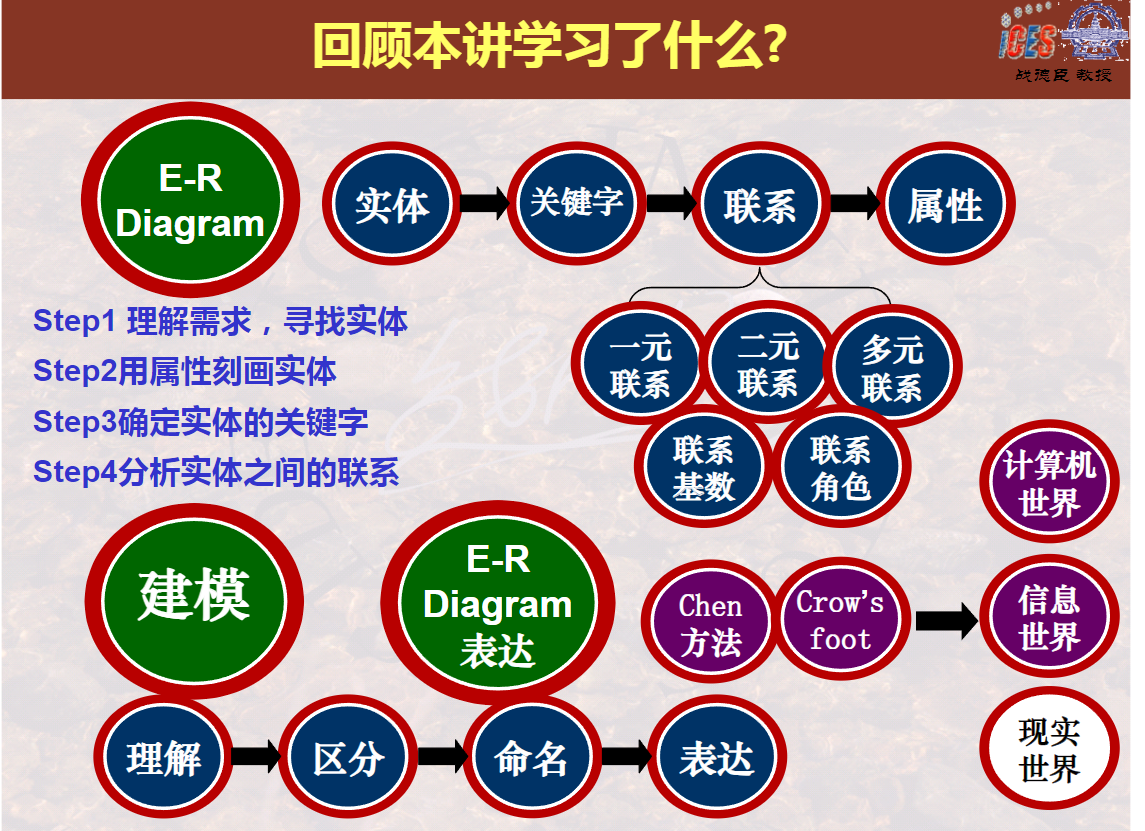 回顾本讲学习了什么?
iCES
战德臣 教授
E-R
Diagram
实体
关键字
联系
属性
Step1 理解需求，寻找实体
Step2用属性刻画实体
Step3确定实体的关键字
Step4分析实体之间的联系
一元
联系
二元
联系
多元
联系
联系
基数
联系
角色
计算机
世界
建模
E-R
Diagram
表达
Chen
方法
Crow's
foot
信息
世界
理解
区分
命名
表达
现实
世界